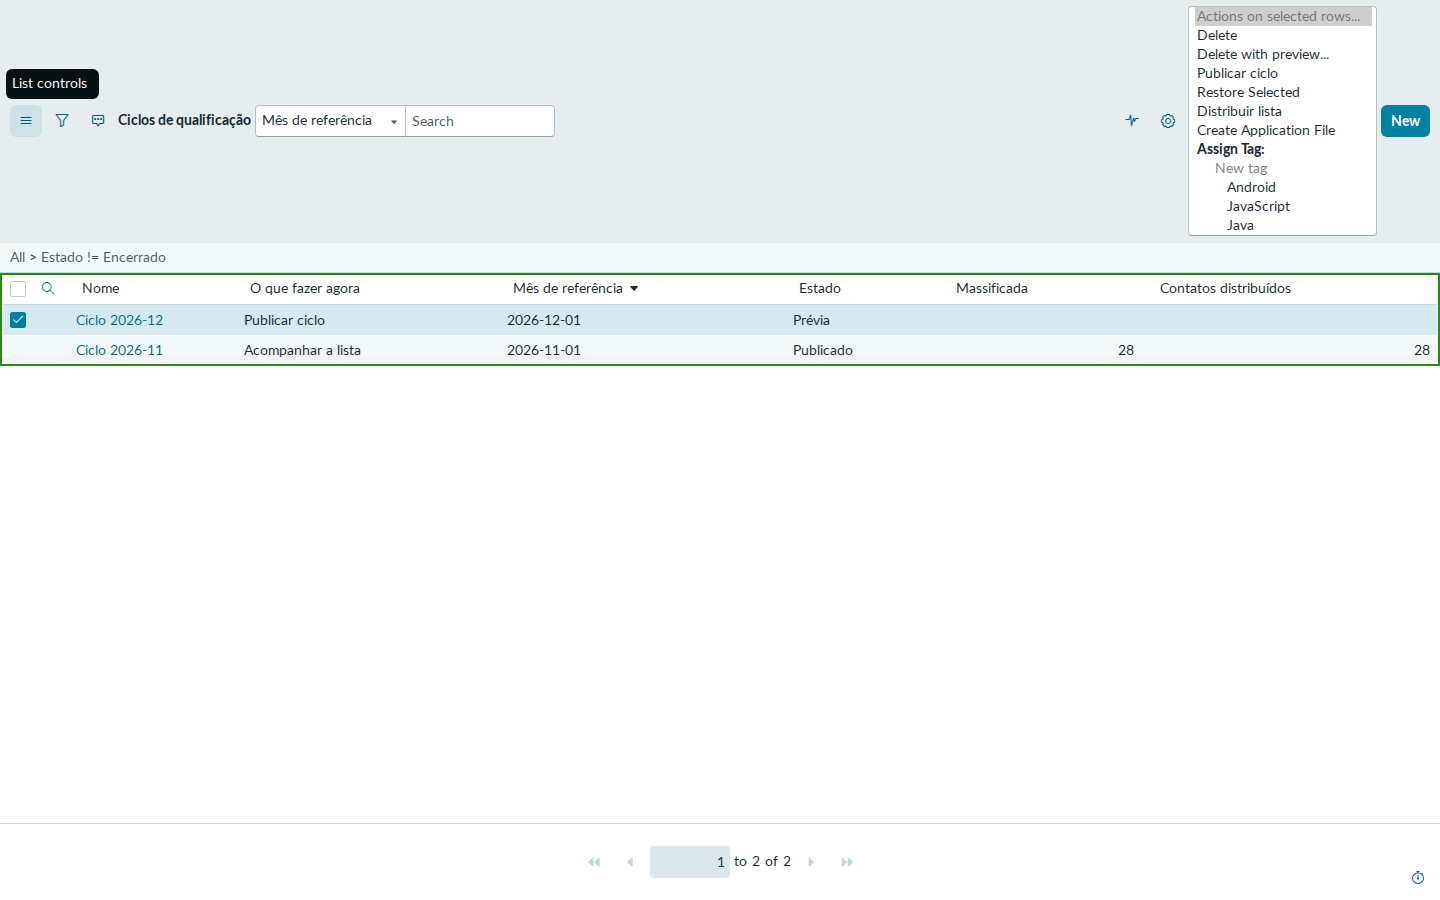 List controls
Ciclos de qualificação
Mês de referência
Search
Actions on selected rows...
Delete
Delete with preview...
Publicar ciclo
Restore Selected
Distribuir lista
Create Application File
Assign Tag:
New tag
Android
JavaScript
Java
New
All > Estado != Encerrado
Nome O que fazer agora Mês de referência Estado Massificada Contatos distribuídos
Ciclo 2026-12 Publicar ciclo 2026-12-01 Prévia
Ciclo 2026-11 Acompanhar a lista 2026-11-01 Publicado 28 28
1 to 2 of 2